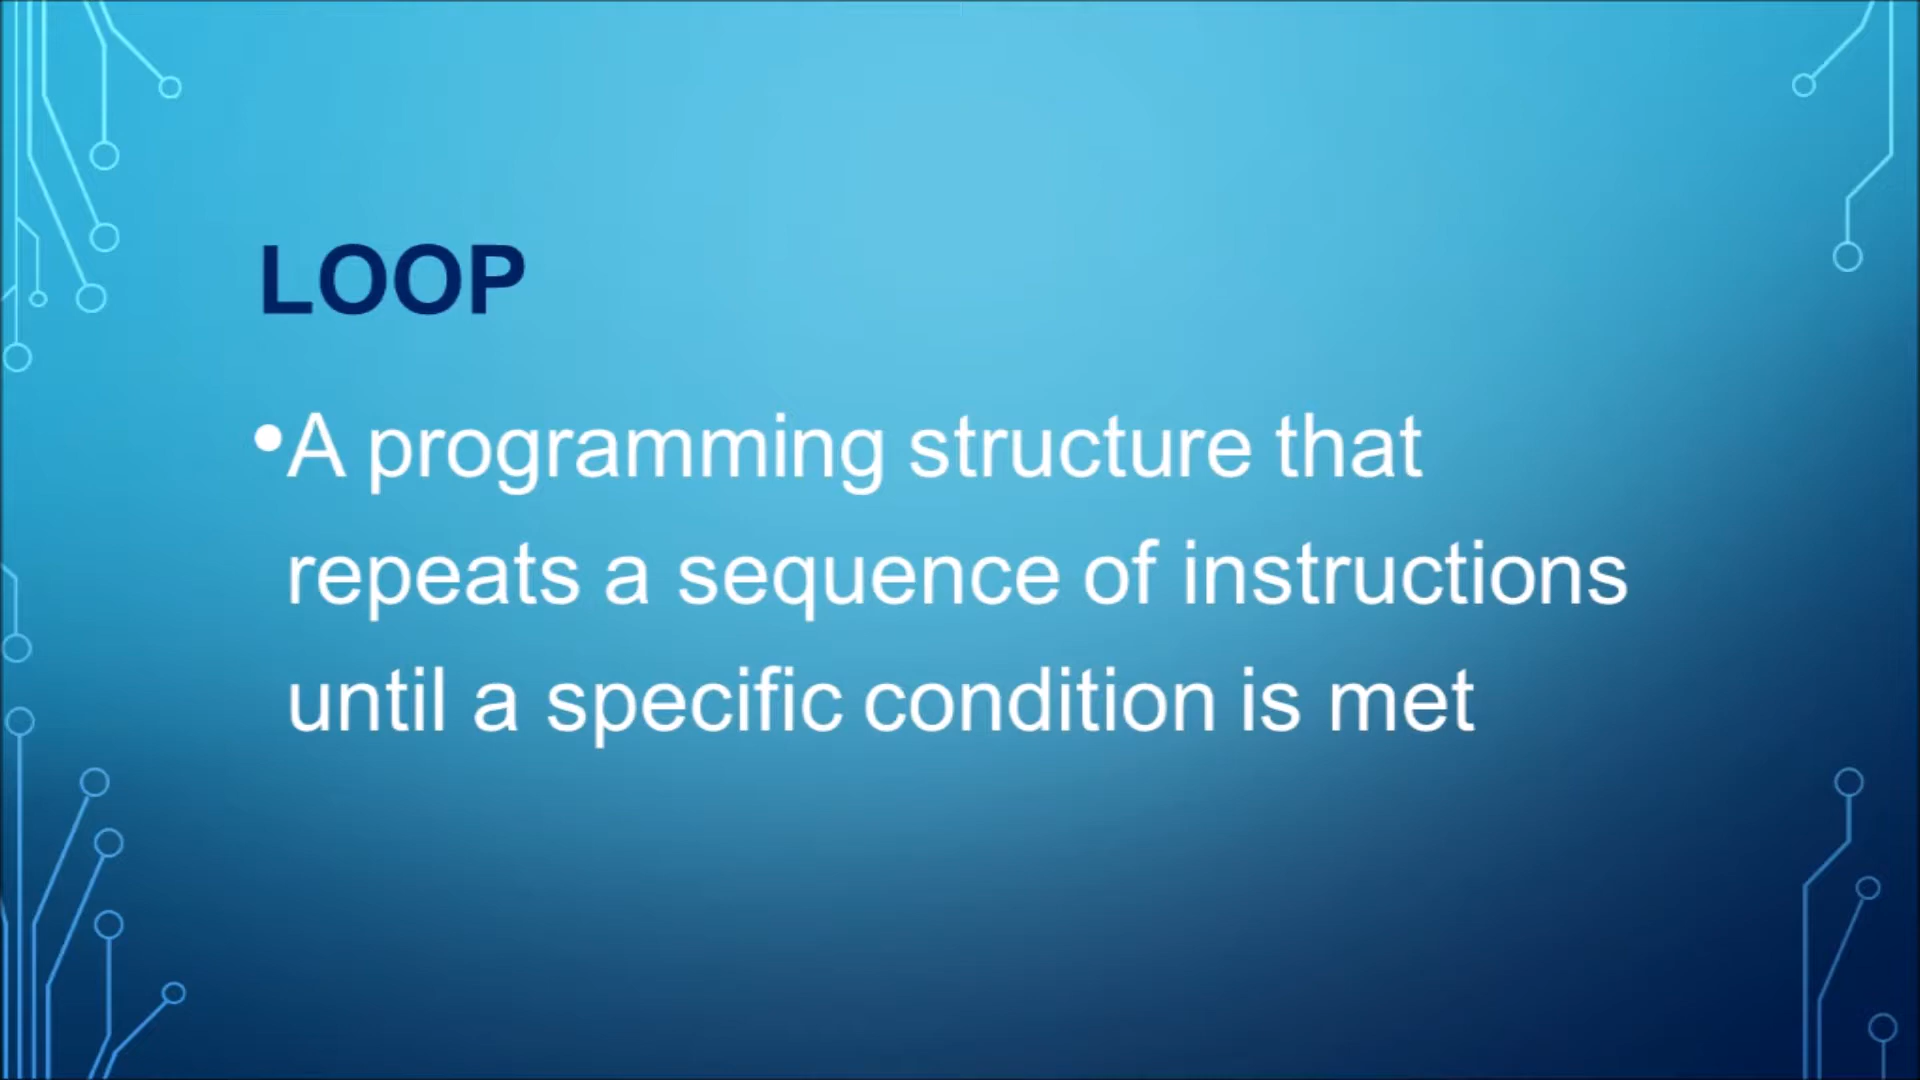 LOOP
•A programming structure that
repeats a sequence of instructions
until a specific condition is met